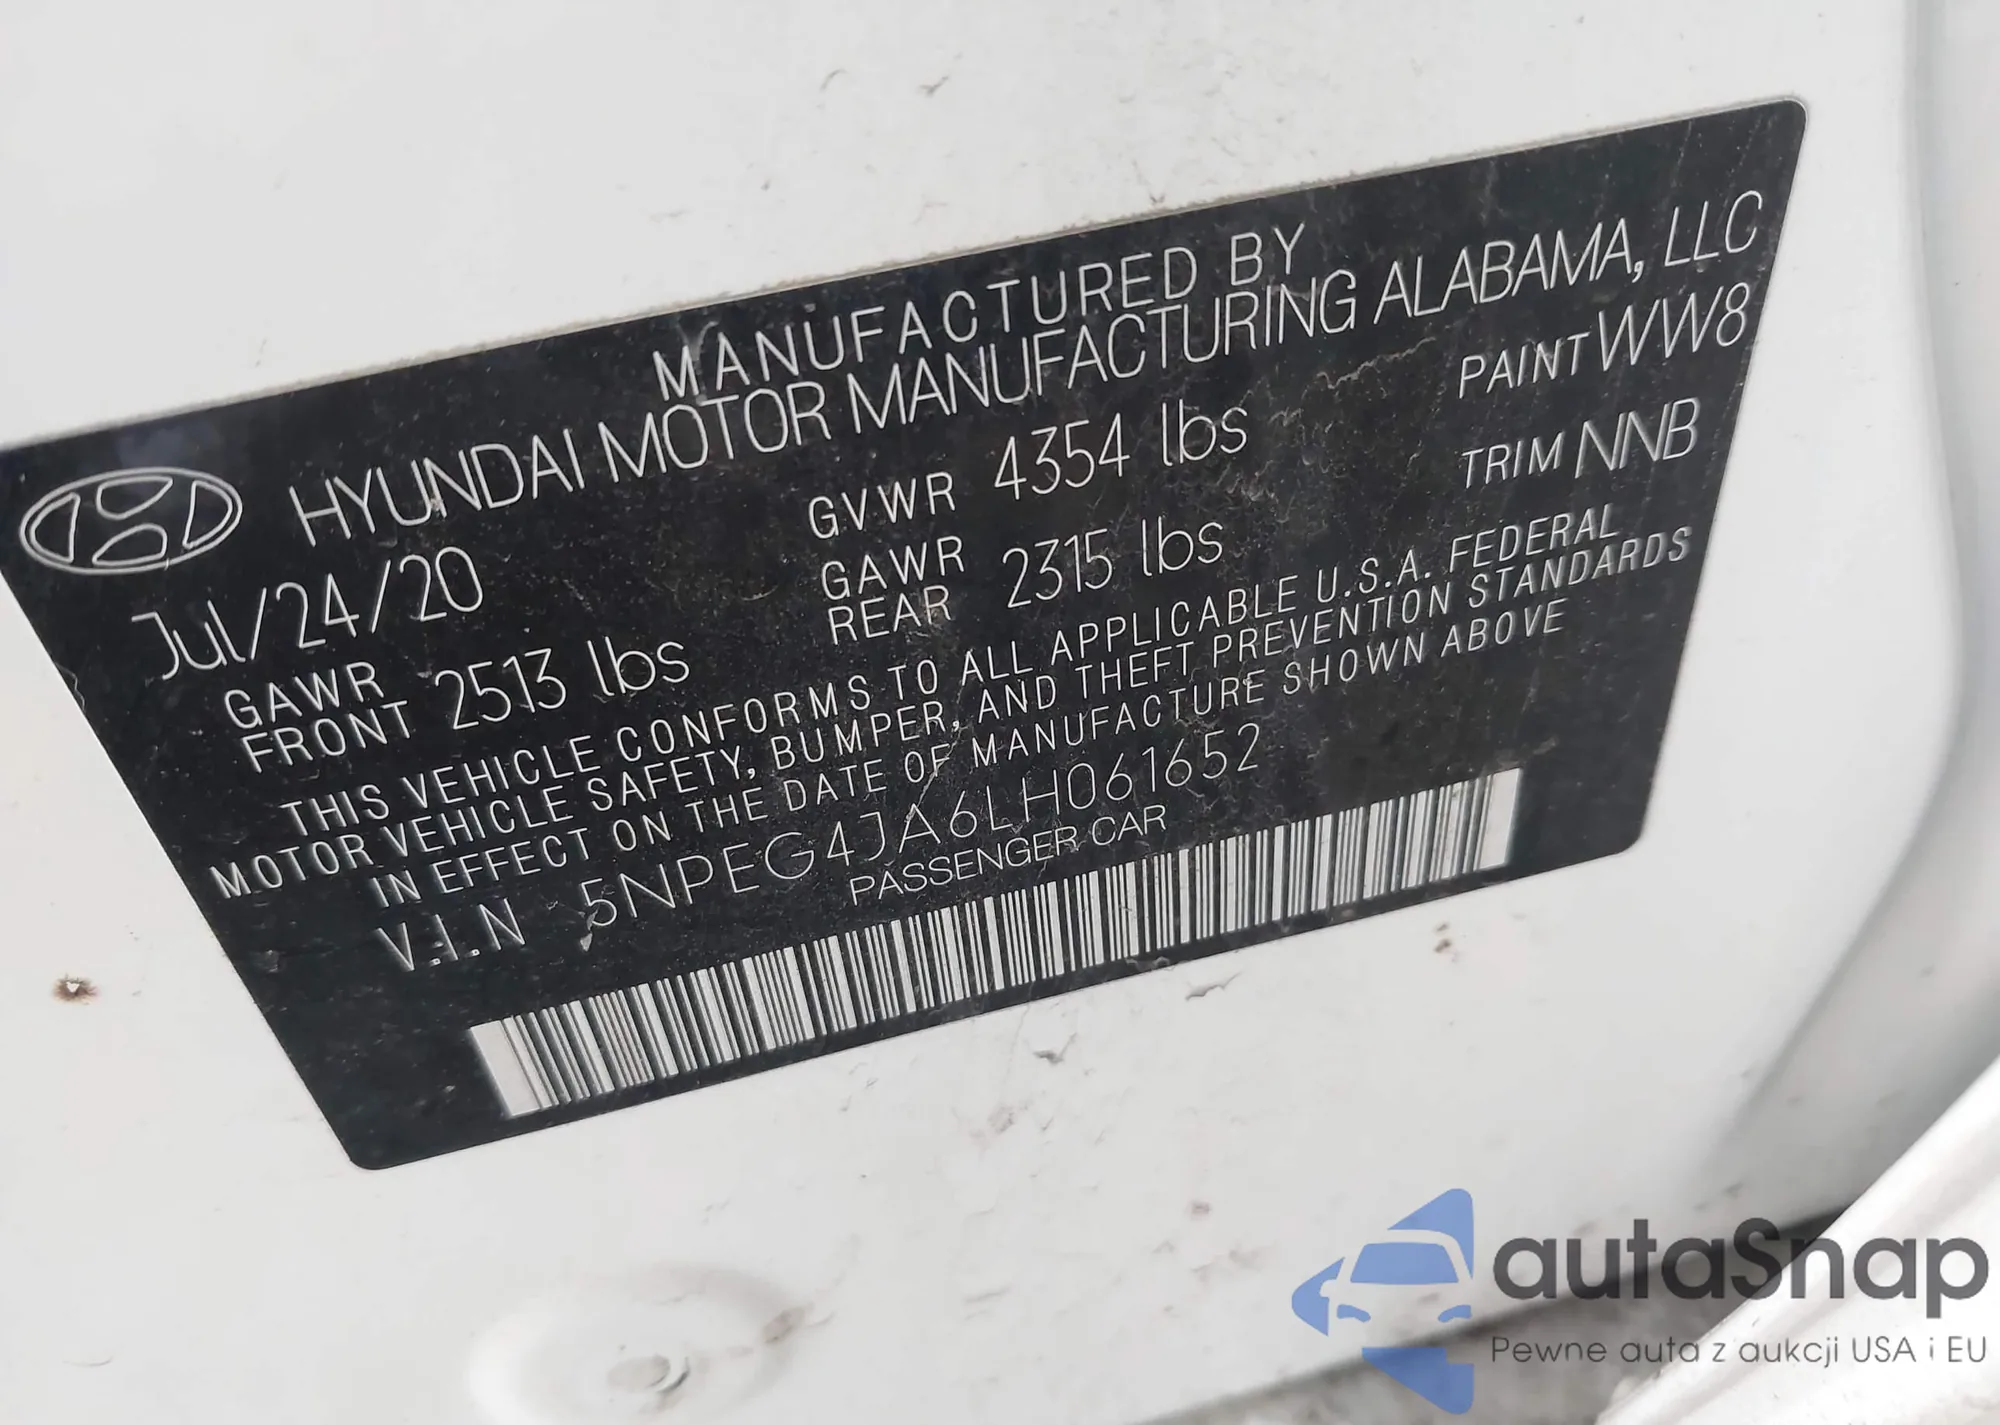 MANUFACTURED BY
HYUNDAI MOTOR MANUFACTURING ALABAMA, LLC
Jul/24/20 GVWR 4354 lbs PAINT WW8
GAWR FRONT 2513 lbs GAWR REAR 2315 lbs TRIM NNB
THIS VEHICLE CONFORMS TO ALL APPLICABLE U.S.A. FEDERAL
MOTOR VEHICLE SAFETY, BUMPER, AND THEFT PREVENTION STANDARDS
IN EFFECT ON THE DATE OF MANUFACTURE SHOWN ABOVE
V.I.N 5NPEG4JA6LH061652
PASSENGER CAR
autaSnap
Pewne auta z aukcji USA i EU